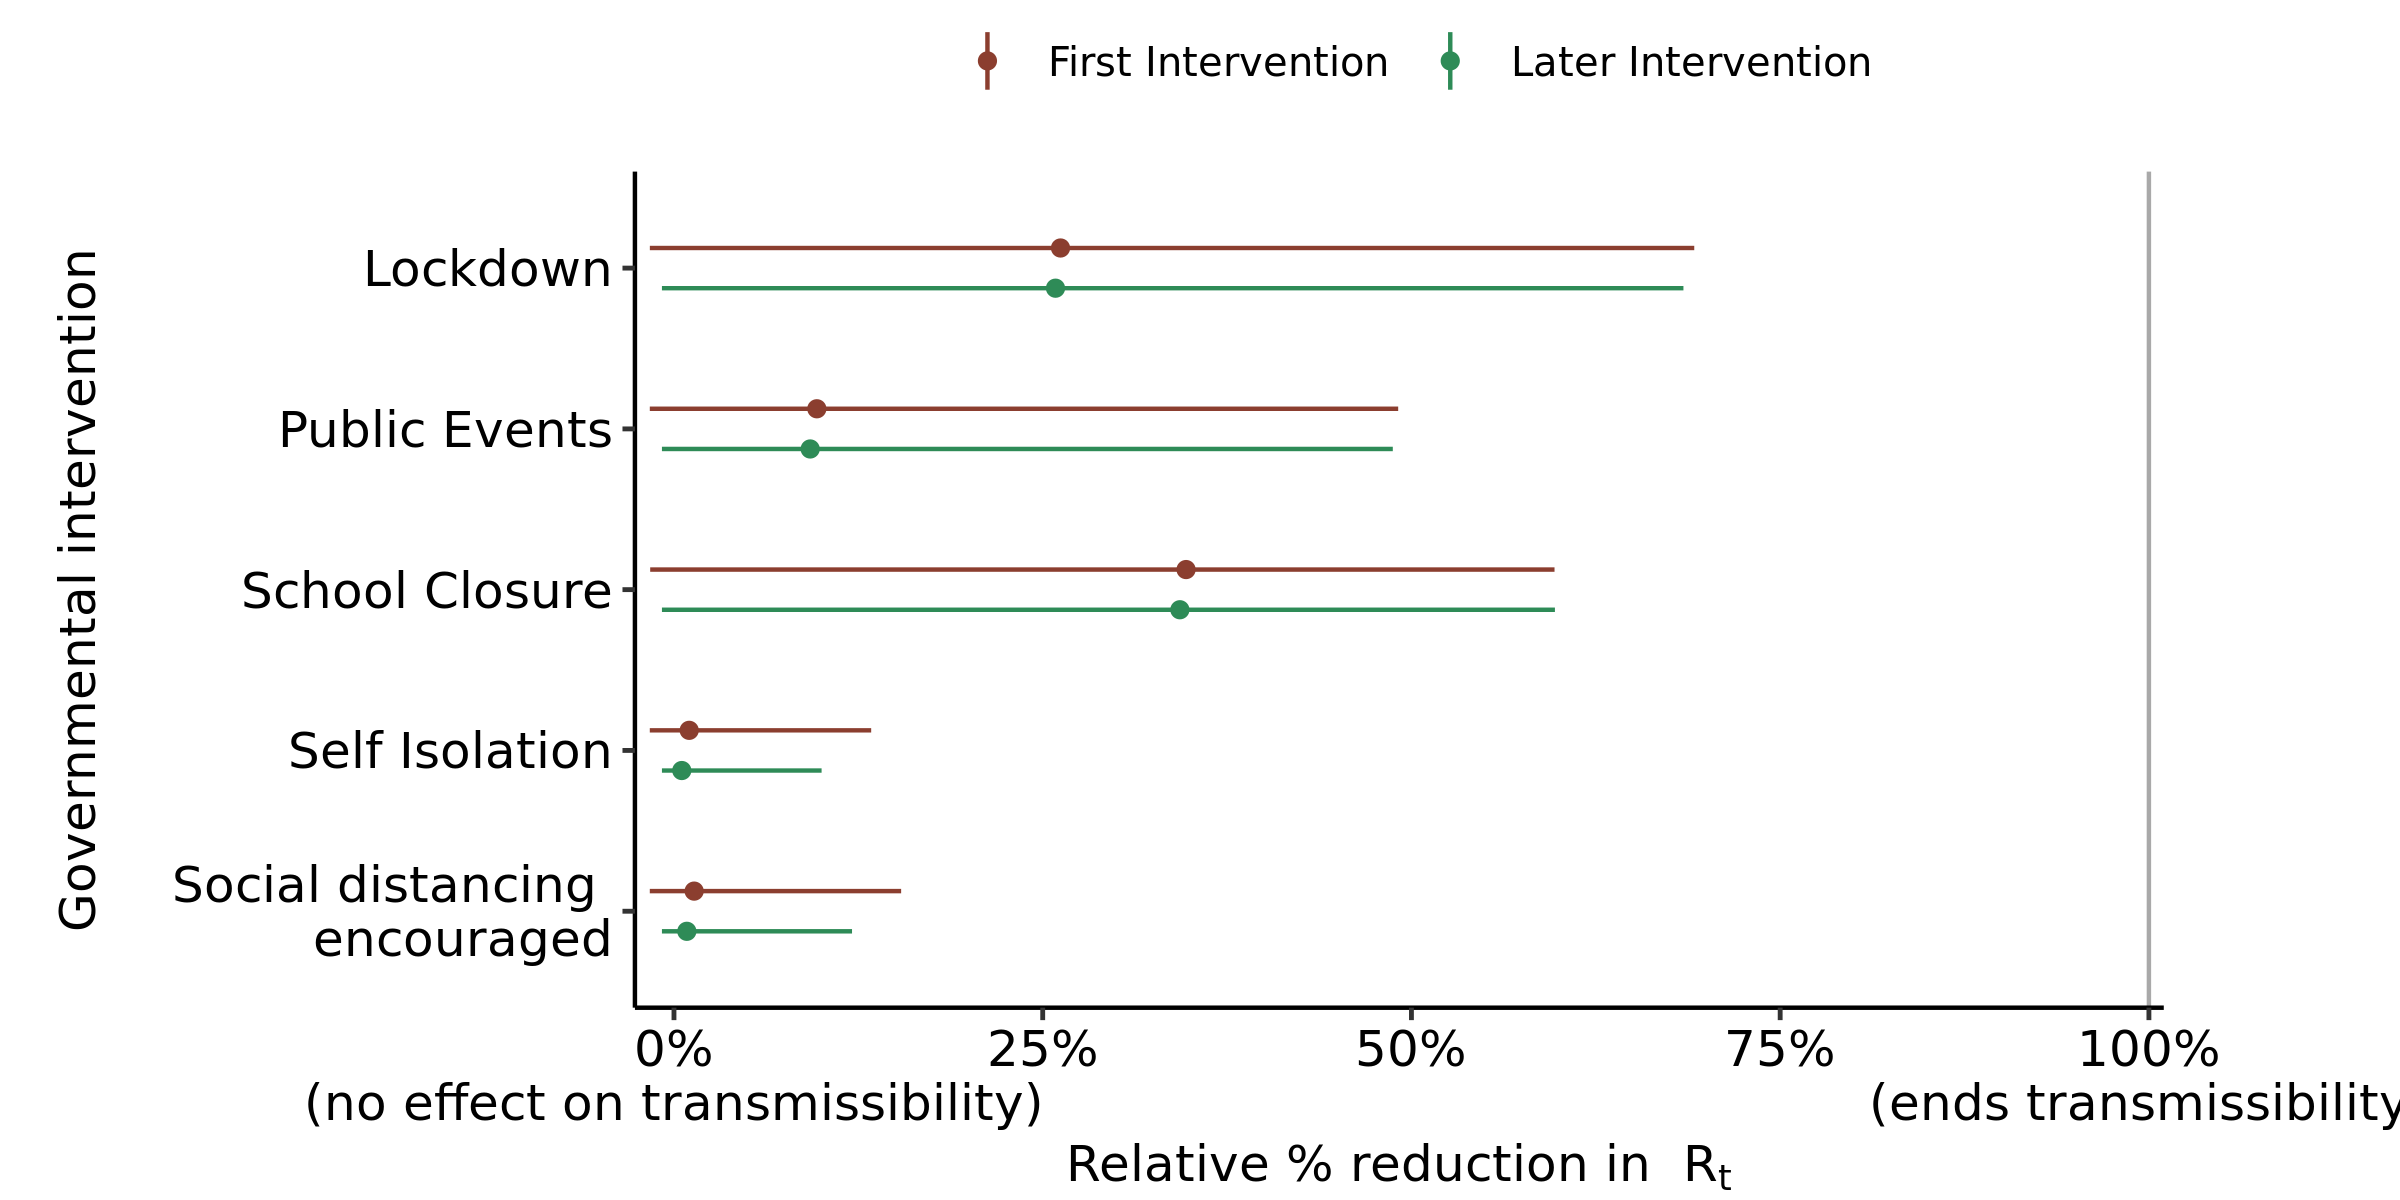 First Intervention Later Intervention
Governmental intervention
Lockdown
Public Events
School Closure
Self Isolation
Social distancing
encouraged
0% 25% 50% 75% 100%
(no effect on transmissibility) (ends transmissibility
Relative % reduction in Rt